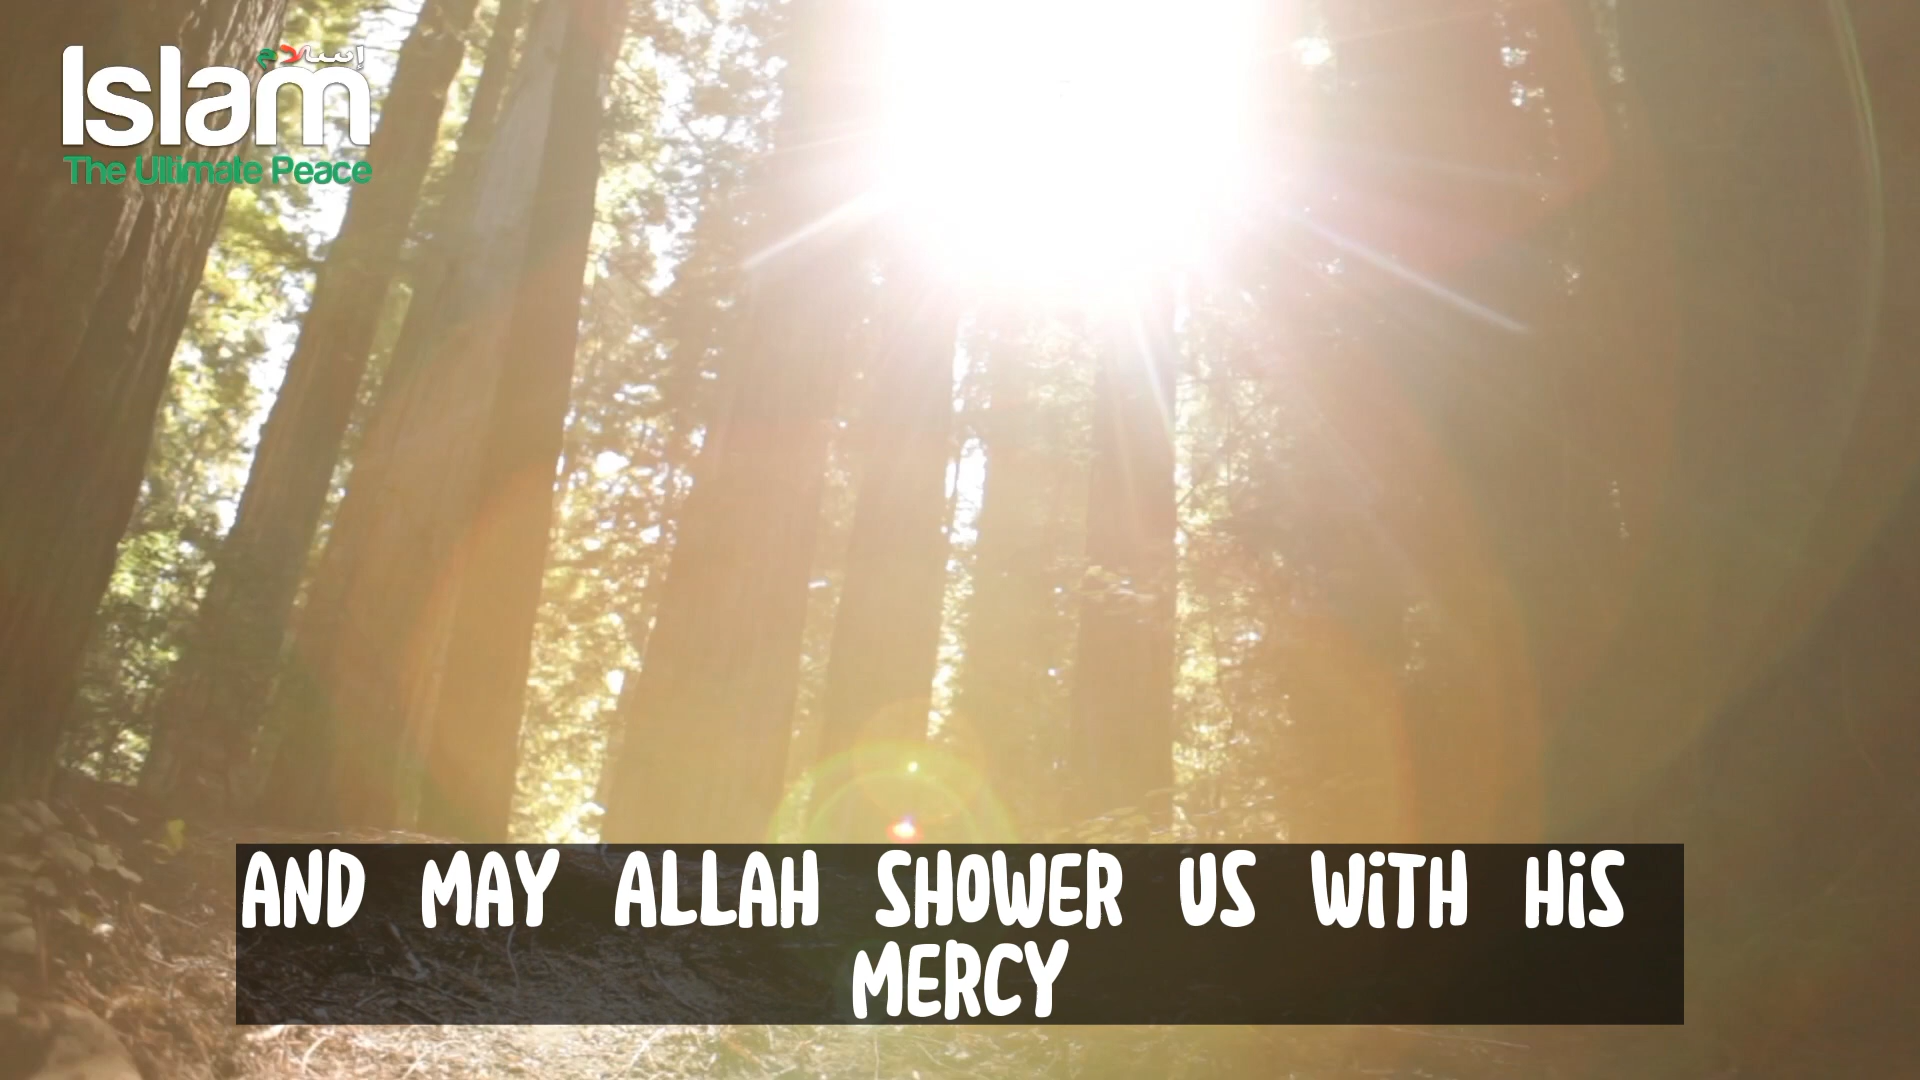 إسلام
Islam
The Ultimate Peace
AND MAY ALLAH SHOWER US WITH HIS
MERCY